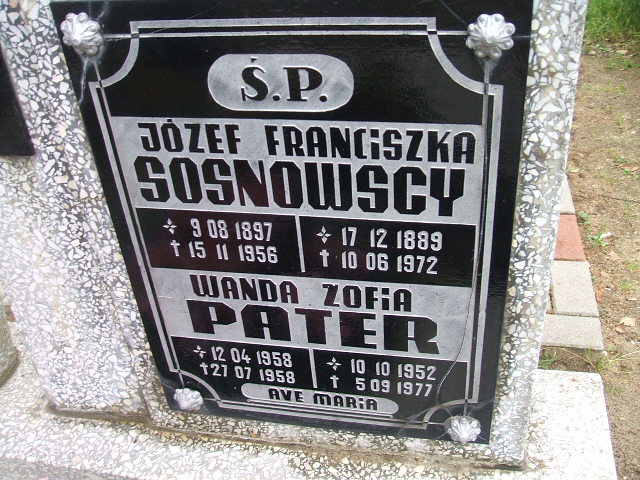 Ś.P.
JÓZEF FRANCISZKA
SOSNOWSCY
* 9 08 1897 * 17 12 1889
† 15 11 1956 † 10 06 1972
WANDA ZOFIA
PATER
* 12 04 1958 * 10 10 1952
† 27 07 1958 † 5 09 1977
AVE MARIA